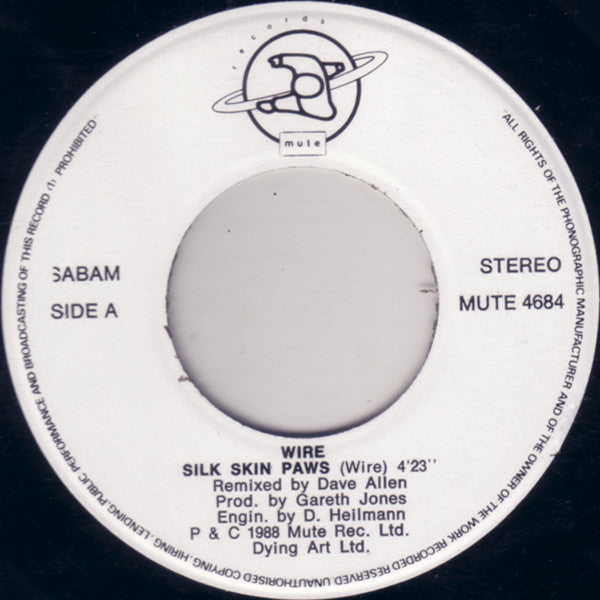 records
mute
SABAM
SIDE A
STEREO
MUTE 4684
WIRE
SILK SKIN PAWS (Wire) 4'23''
Remixed by Dave Allen
Prod. by Gareth Jones
Engin. by D. Heilmann
P & C 1988 Mute Rec. Ltd.
Dying Art Ltd.
ALL RIGHTS OF THE PHONOGRAPHIC MANUFACTURER AND OF THE OWNER OF THE WORK RECORDED RESERVED UNAUTHORISED COPYING.HIRING.LENDING.PUBLIC PERFORMANCE AND BROADCASTING OF THIS RECORD (1) PROHIBITED